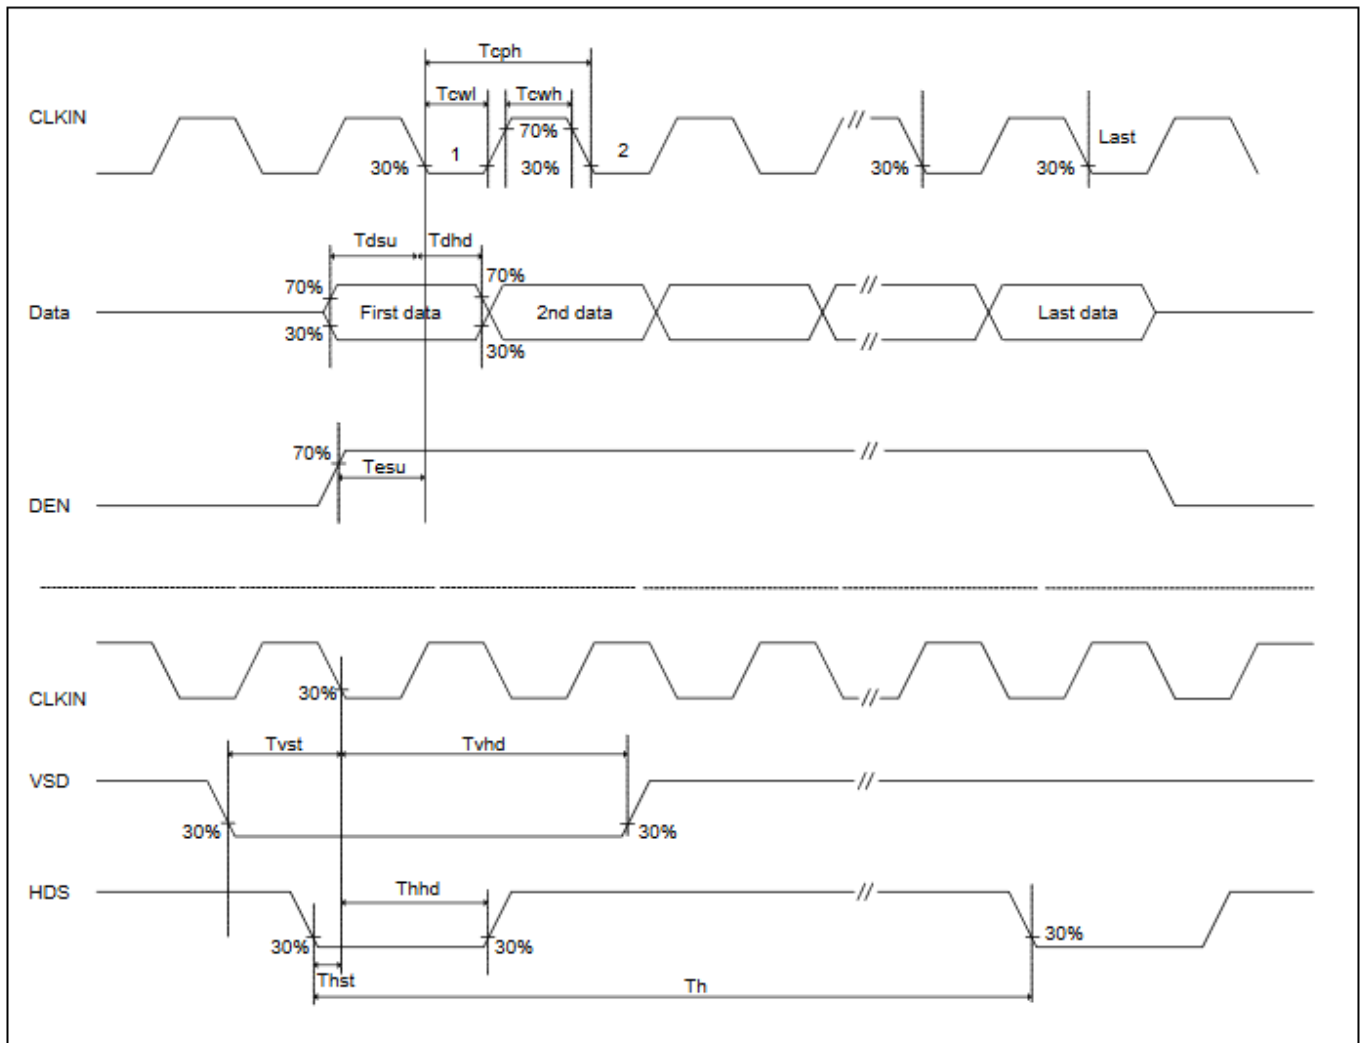 Tcph
Tcwl Tcwh
CLKIN
70%
30% 1 30% 2 30% 30% Last
Tdsu Tdhd
70% 70%
Data First data 2nd data Last data
30% 30%
70%
Tesu
DEN
30%
CLKIN
Tvst Tvhd
VSD
30% 30%
HDS Thhd
30% 30% 30%
Thst Th